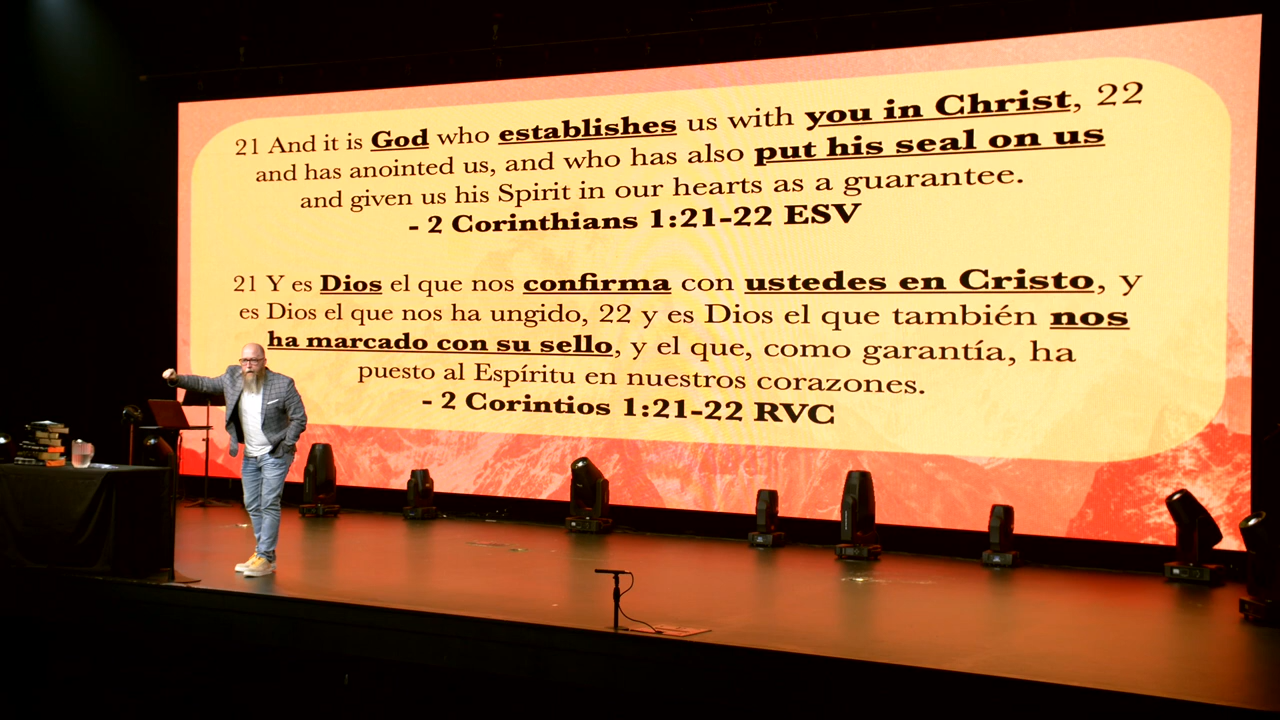 21 And it is God who establishes us with you in Christ, 22
and has anointed us, and who has also put his seal on us
and given us his Spirit in our hearts as a guarantee.
- 2 Corinthians 1:21-22 ESV
21 Y es Dios el que nos confirma con ustedes en Cristo, y
es Dios el que nos ha ungido, 22 y es Dios el que también nos
ha marcado con su sello, y el que, como garantía, ha
puesto al Espíritu en nuestros corazones.
- 2 Corintios 1:21-22 RVC